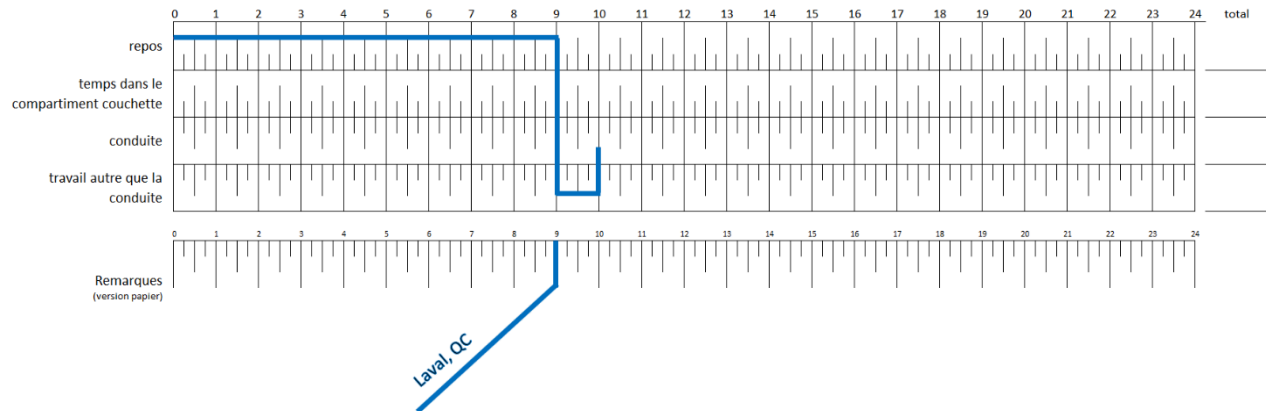 0 1 2 3 4 5 6 7 8 9 10 11 12 13 14 15 16 17 18 19 20 21 22 23 24 total
repos
temps dans le
compartiment couchette
conduite
travail autre que la
conduite
0 1 2 3 4 5 6 7 8 9 10 11 12 13 14 15 16 17 18 19 20 21 22 23 24
Remarques
(version papier)
Laval, QC